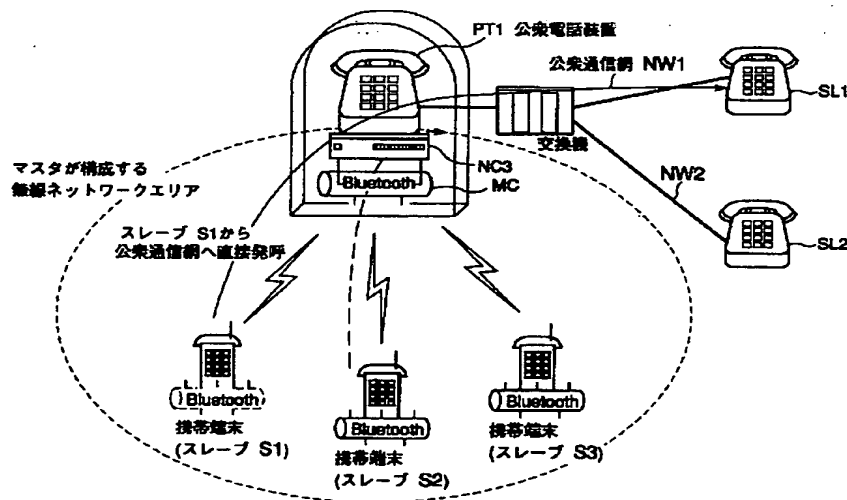 PT1 公衆電話装置
公衆通信網 NW1
SL1
交換機
NC3
MC
Bluetooth
マスタが構成する
無線ネットワークエリア
NW2
SL2
スレーブ S1から
公衆通信網へ直接発呼
Bluetooth
携帯端末
(スレーブ S1)
Bluetooth
携帯端末
(スレーブ S2)
Bluetooth
携帯端末
(スレーブ S3)